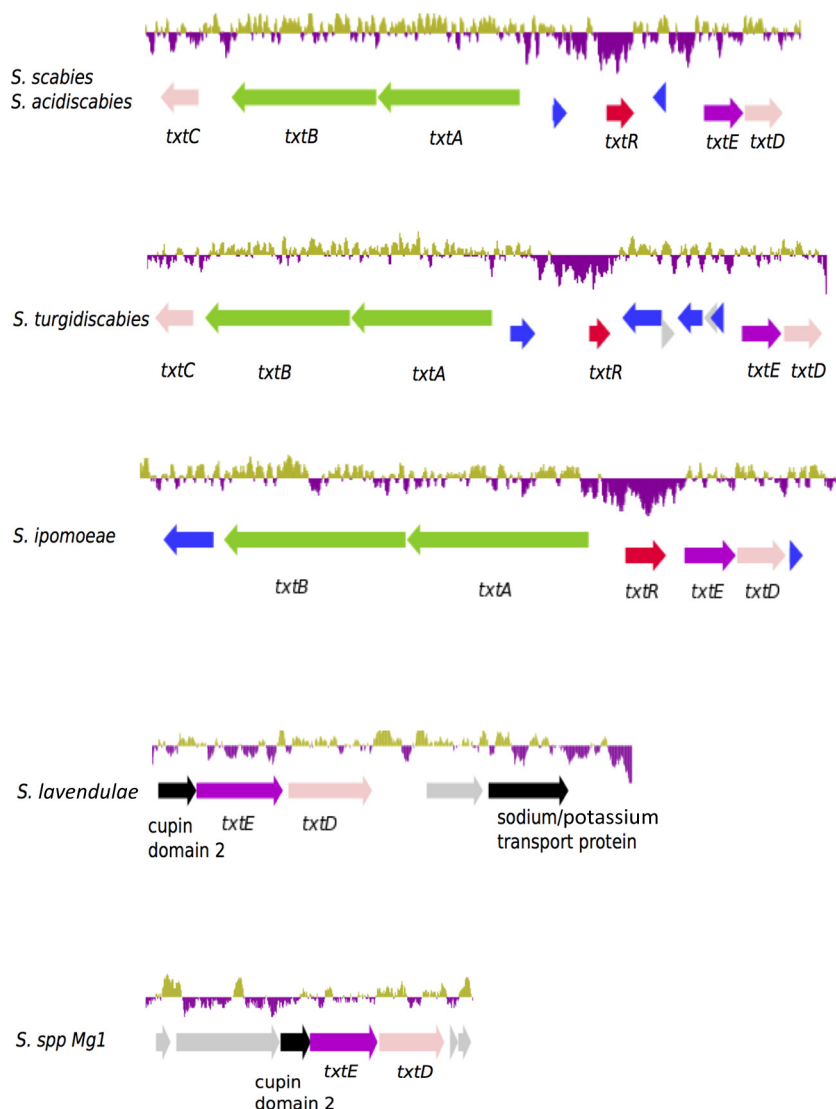 S. scabies
S. acidiscabies
txtC txtB txtA txtR txtE txtD
S. turgidiscabies
txtC txtB txtA txtR txtE txtD
S. ipomoeae
txtB txtA txtR txtE txtD
S. lavendulae
cupin
domain 2
txtE txtD
sodium/potassium
transport protein
S. spp Mg1
cupin
domain 2
txtE txtD